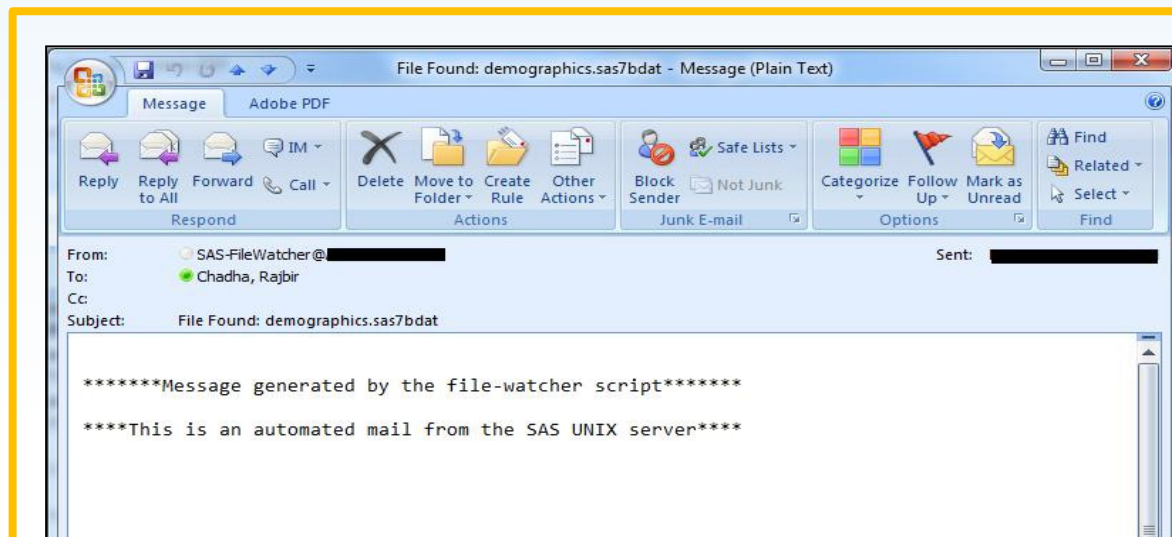 File Found: demographics.sas7bdat - Message (Plain Text)
Message Adobe PDF
Reply
Reply to All
Forward
IM
Call
Respond
Delete
Move to Folder
Create Rule
Other Actions
Actions
Block Sender
Safe Lists
Not Junk
Junk E-mail
Categorize
Follow Up
Mark as Unread
Options
Find
Related
Select
Find
From: SAS-FileWatcher@
Sent:
To: Chadha, Rajbir
Cc:
Subject: File Found: demographics.sas7bdat
*******Message generated by the file-watcher script*******
****This is an automated mail from the SAS UNIX server****